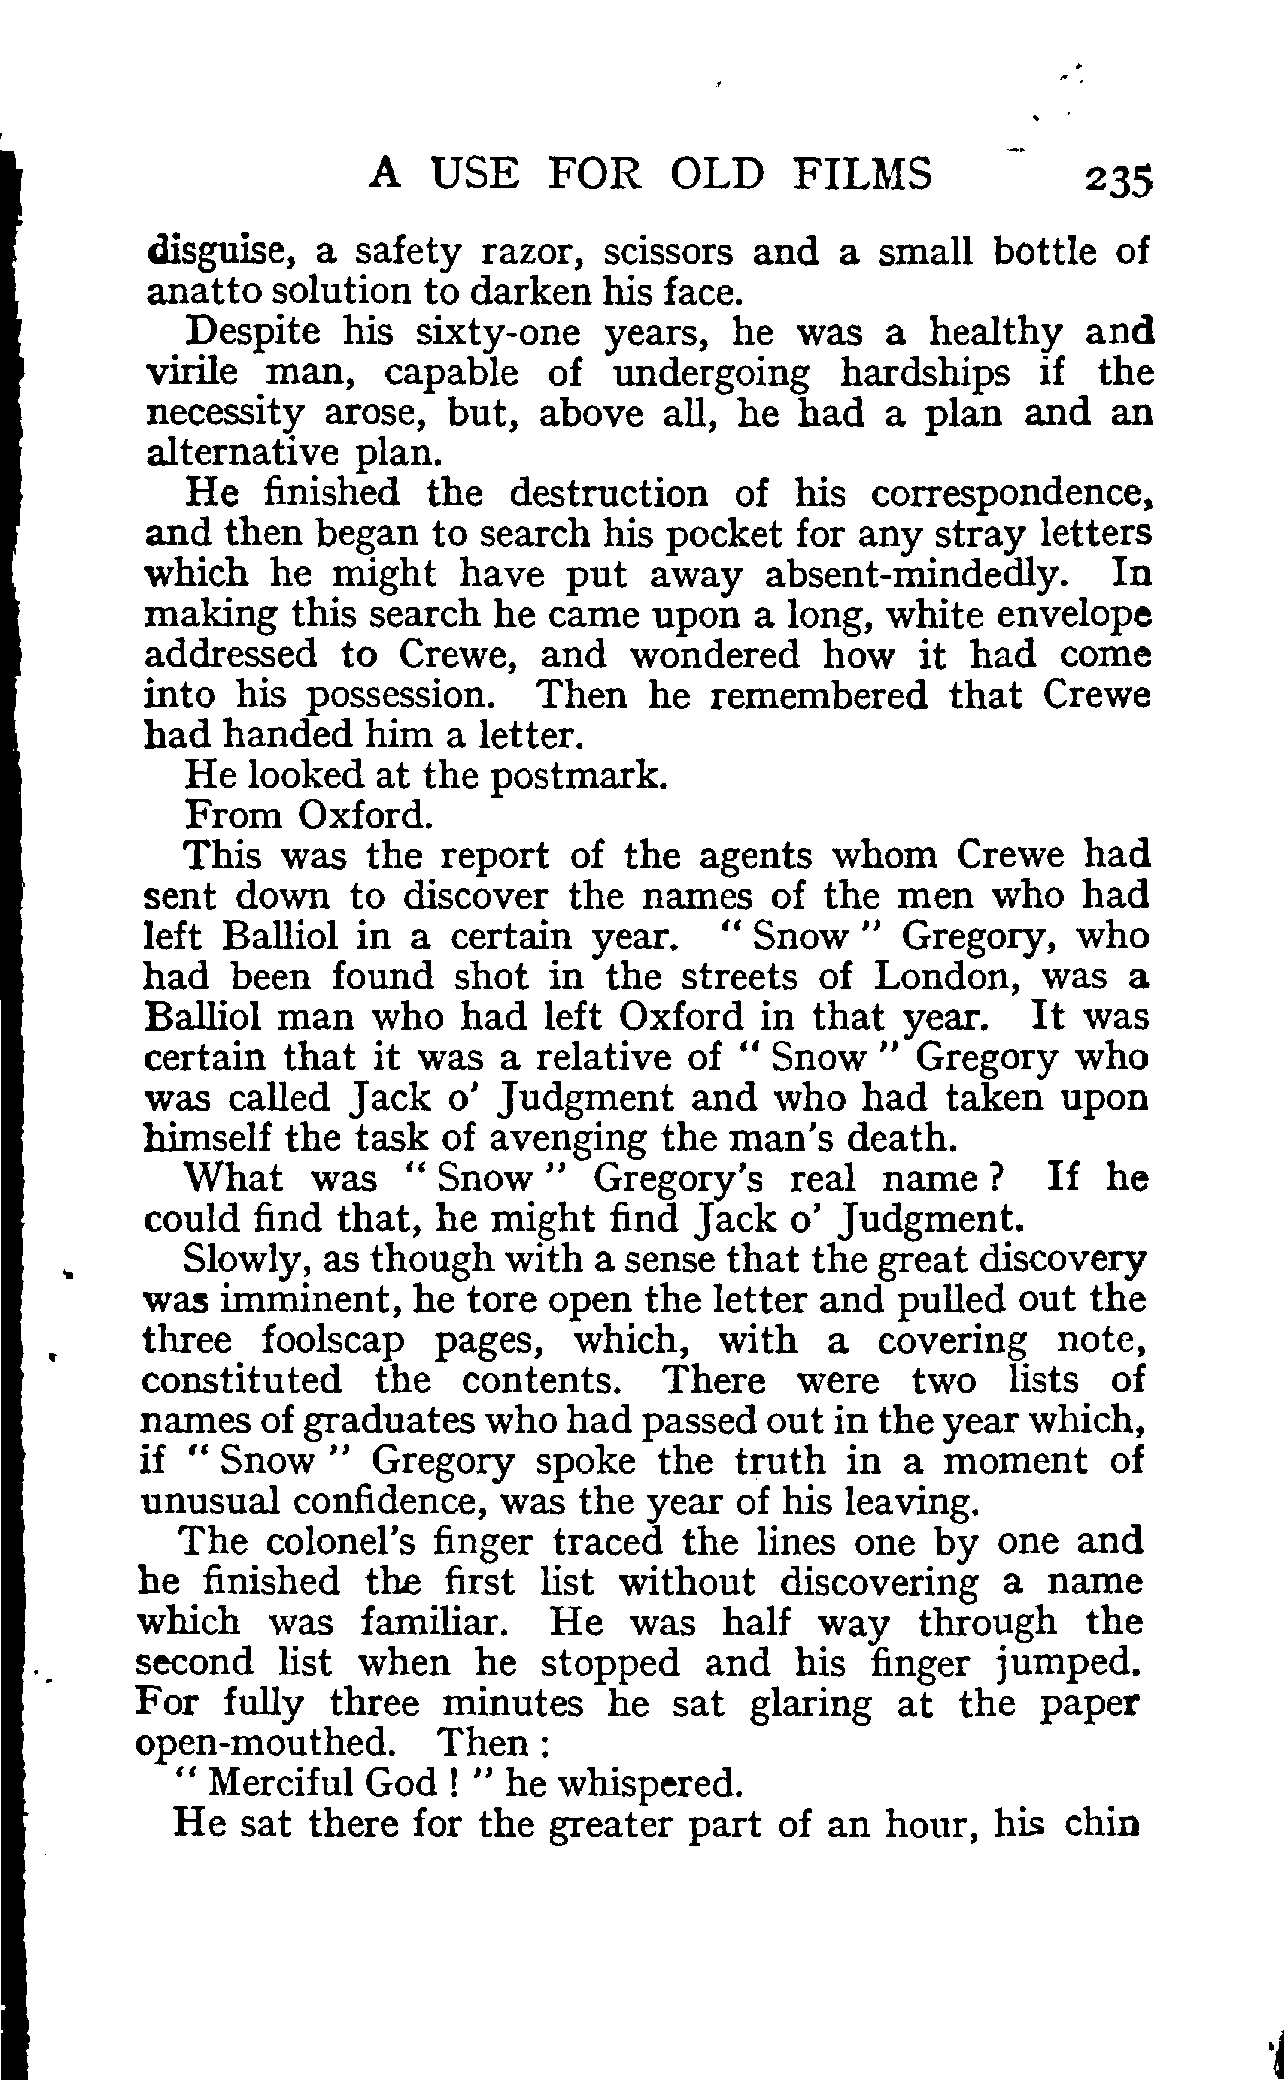 A USE FOR OLD FILMS 235
disguise, a safety razor, scissors and a small bottle of
anatto solution to darken his face.
Despite his sixty-one years, he was a healthy and
virile man, capable of undergoing hardships if the
necessity arose, but, above all, he had a plan and an
alternative plan.
He finished the destruction of his correspondence,
and then began to search his pocket for any stray letters
which he might have put away absent-mindedly. In
making this search he came upon a long, white envelope
addressed to Crewe, and wondered how it had come
into his possession. Then he remembered that Crewe
had handed him a letter.
He looked at the postmark.
From Oxford.
This was the report of the agents whom Crewe had
sent down to discover the names of the men who had
left Balliol in a certain year. “ Snow ” Gregory, who
had been found shot in the streets of London, was a
Balliol man who had left Oxford in that year. It was
certain that it was a relative of “ Snow ” Gregory who
was called Jack o’ Judgment and who had taken upon
himself the task of avenging the man’s death.
What was “ Snow ” Gregory’s real name ? If he
could find that, he might find Jack o’ Judgment.
Slowly, as though with a sense that the great discovery
was imminent, he tore open the letter and pulled out the
three foolscap pages, which, with a covering note,
constituted the contents. There were two lists of
names of graduates who had passed out in the year which,
if “ Snow ” Gregory spoke the truth in a moment of
unusual confidence, was the year of his leaving.
The colonel’s finger traced the lines one by one and
he finished the first list without discovering a name
which was familiar. He was half way through the
second list when he stopped and his finger jumped.
For fully three minutes he sat glaring at the paper
open-mouthed. Then :
“ Merciful God ! ” he whispered.
He sat there for the greater part of an hour, his chin